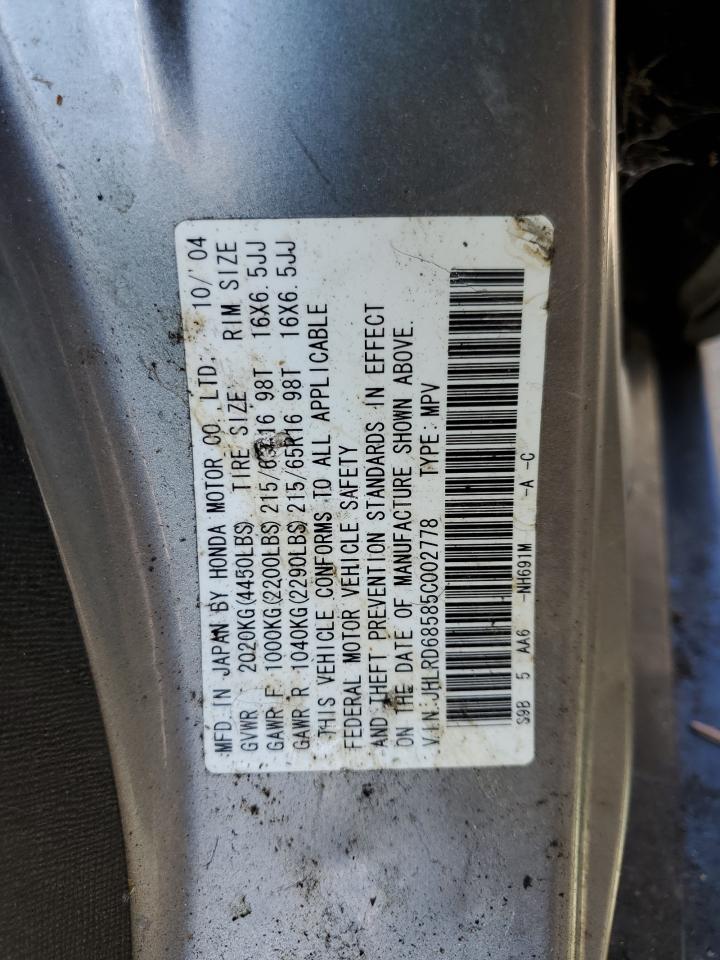 MFD. IN JAPAN BY HONDA MOTOR CO., LTD. 10/'04
GVWR 2020KG(4450LBS) TIRE SIZE RIM SIZE
GAWR F 1000KG(2200LBS) 215/65R16 98T 16X6.5JJ
GAWR R 1040KG(2290LBS) 215/65R16 98T 16X6.5JJ
THIS VEHICLE CONFORMS TO ALL APPLICABLE
FEDERAL MOTOR VEHICLE SAFETY
AND THEFT PREVENTION STANDARDS IN EFFECT
ON THE DATE OF MANUFACTURE SHOWN ABOVE.
V.I.N.:JHLRD68585C002778 TYPE: MPV
S9B 5 AA6 -NH691M -A -C